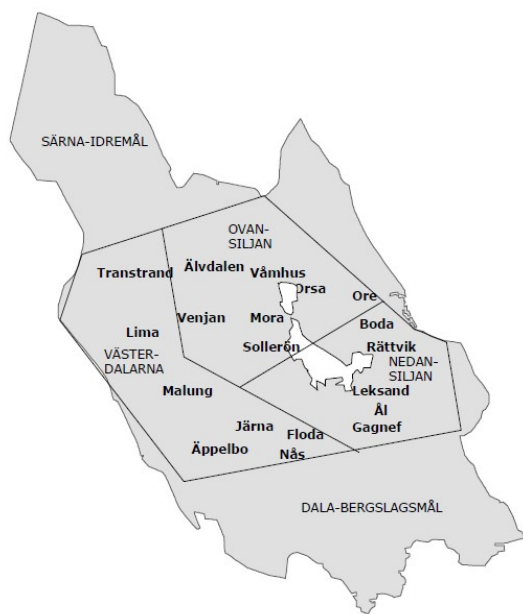 SÄRNA-IDREMÅL
OVAN-
SILJAN
Transtrand
Älvdalen
Våmhus
Orsa
Ore
Venjan
Mora
Boda
Lima
Sollerön
Rättvik
VÄSTER-
DALARNA
NEDAN-
SILJAN
Malung
Leksand
Ål
Gagnef
Järna
Floda
Äppelbo
Nås
DALA-BERGSLAGSMÅL